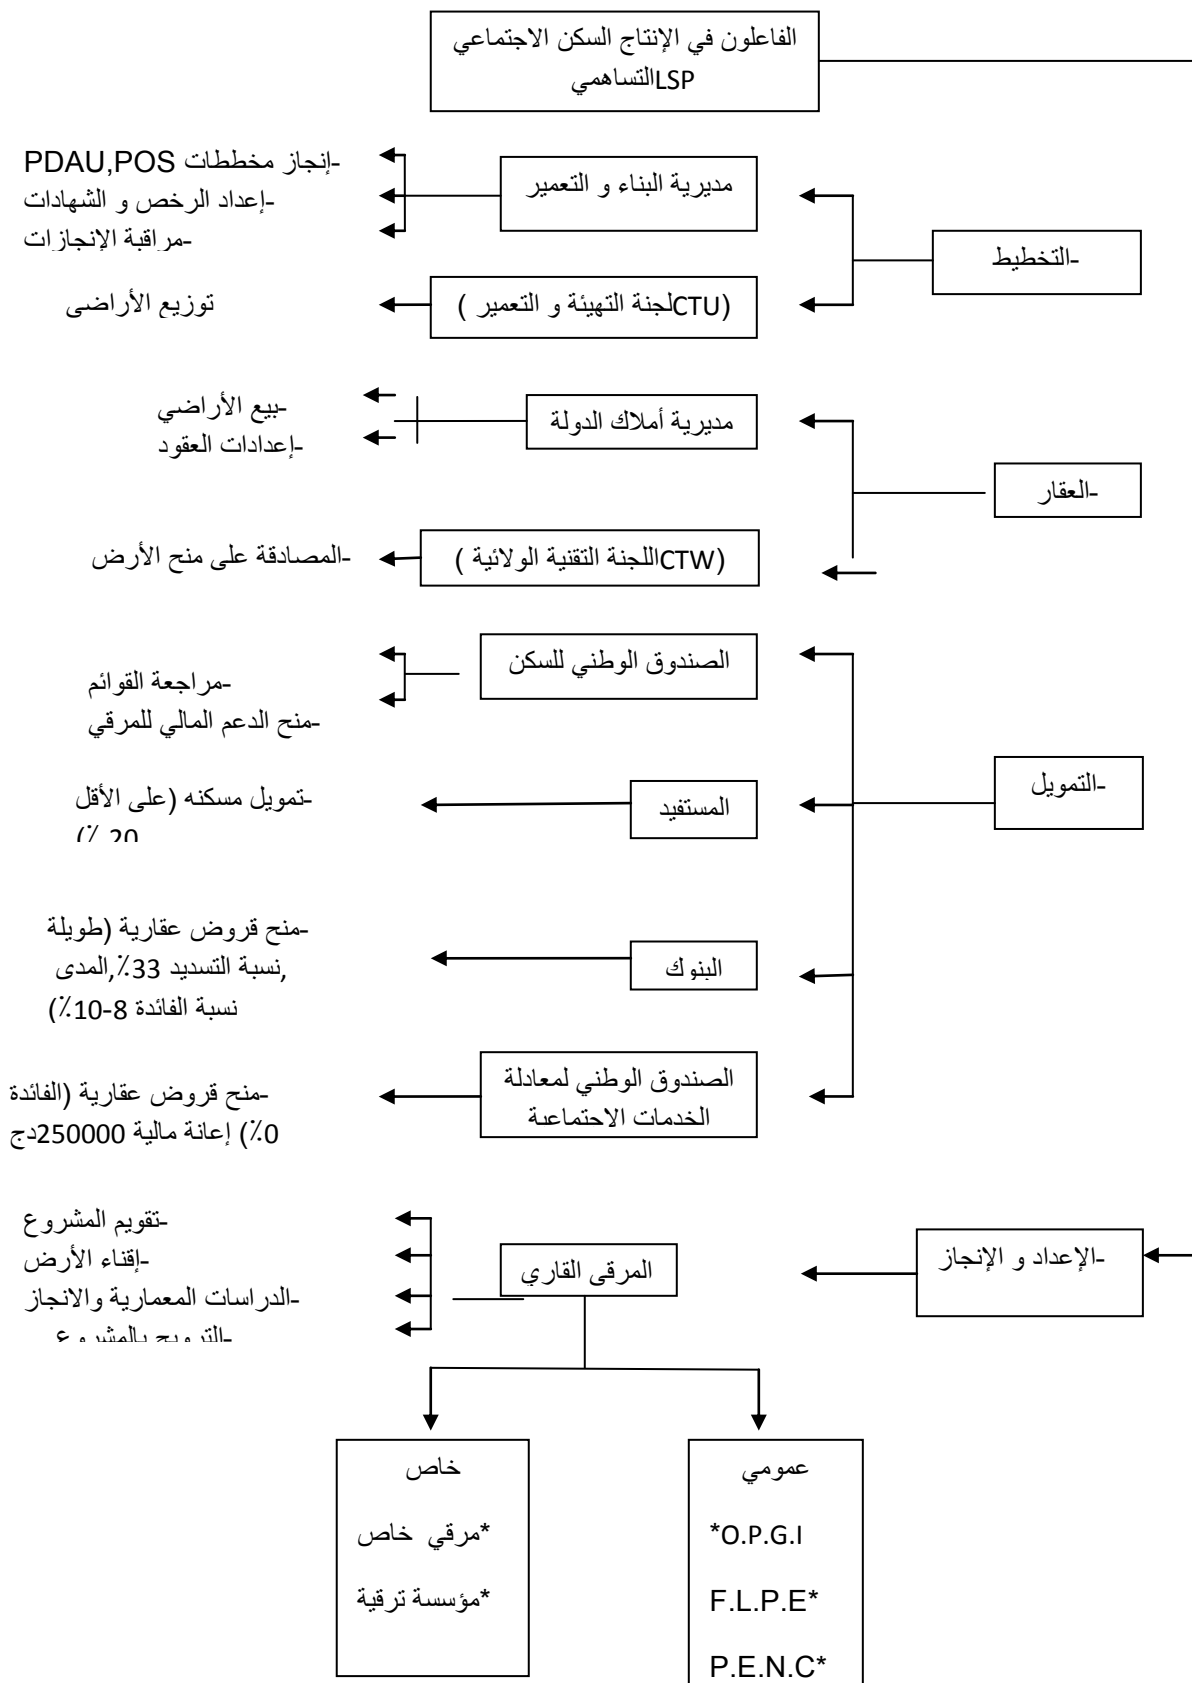 الفاعلون في الإنتاج السكن الاجتماعي
التساهميLSP
-التخطيط
مديرية البناء و التعمير
-إنجاز مخططات PDAU,POS
-إعداد الرخص و الشهادات
-مراقبة الإنجازات
(CTUلجنة التهيئة و التعمير )
توزيع الأراضي
-العقار
مديرية أملاك الدولة
-بيع الأراضي
-إعدادات العقود
(CTWاللجنة التقنية الولائية )
-المصادقة على منح الأرض
-التمويل
الصندوق الوطني للسكن
-مراجعة القوائم
-منح الدعم المالي للمرقي
المستفيد
-تمويل مسكنه (على الأقل
20 ٪)
البنوك
-منح قروض عقارية (طويلة
المدى,نسبة التسديد 33٪,
نسبة الفائدة 8-10٪)
الصندوق الوطني لمعادلة
الخدمات الاجتماعية
-منح قروض عقارية (الفائدة
0٪) إعانة مالية 250000دج
-الإعداد و الإنجاز
المرقى القاري
-تقويم المشروع
-إقناء الأرض
-الدراسات المعمارية والانجاز
-الترويج بالمشروع
عمومي
*O.P.G.I
F.L.P.E*
P.E.N.C*
خاص
*مرقي خاص
*مؤسسة ترقية